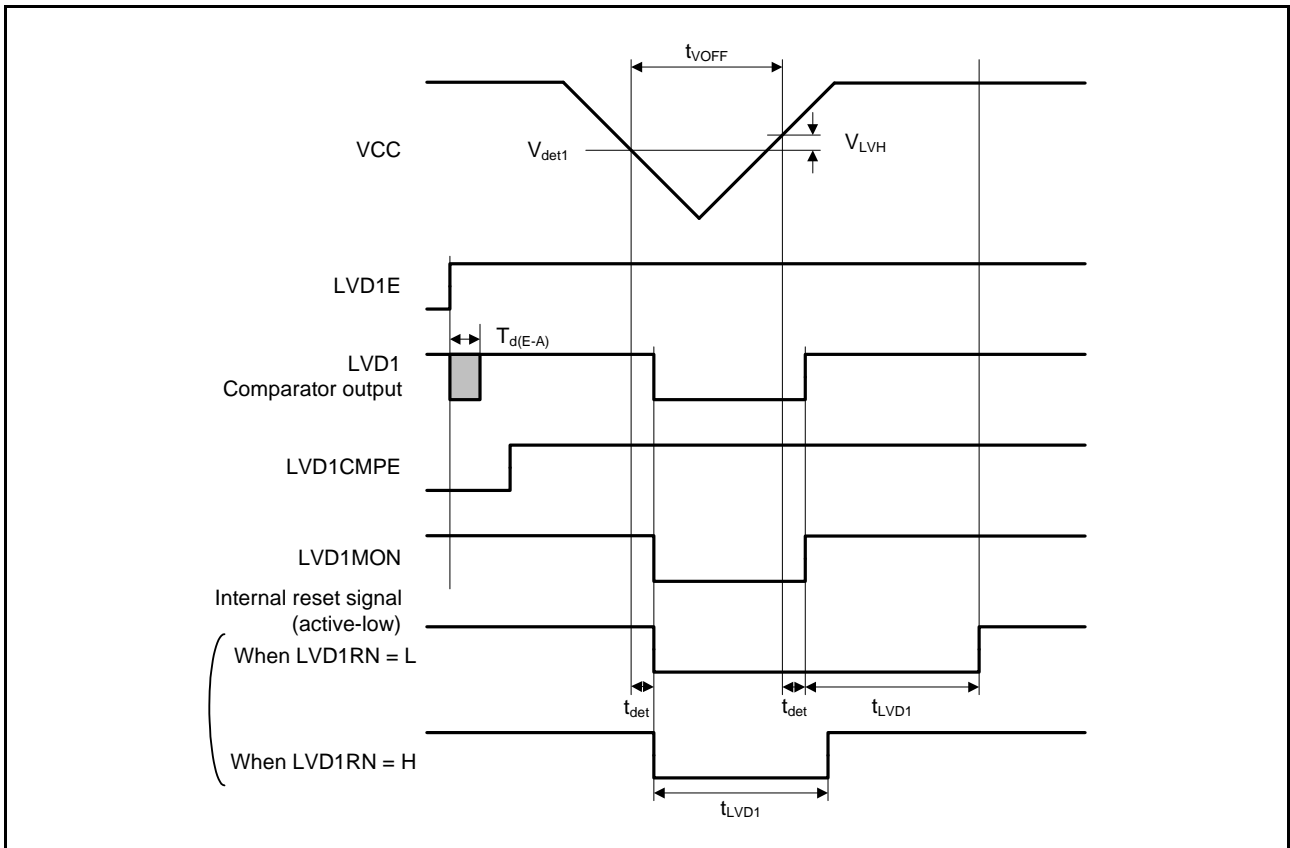 tVOFF
VCC
Vdet1
VLVH
LVD1E
Td(E-A)
LVD1
Comparator output
LVD1CMPE
LVD1MON
Internal reset signal
(active-low)
When LVD1RN = L
tdet
tdet
tLVD1
When LVD1RN = H
tLVD1